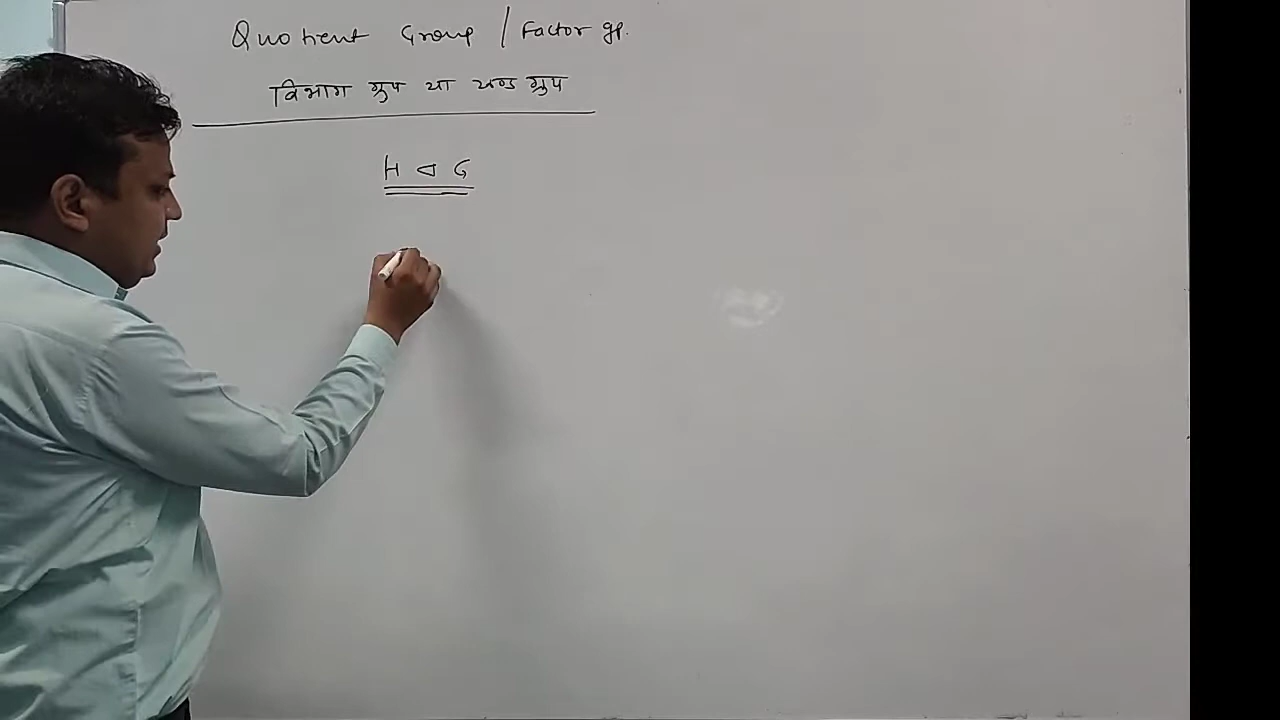 Quotient Group / Factor gp.
विभाग ग्रुप या खण्ड ग्रुप
H ⊲ G